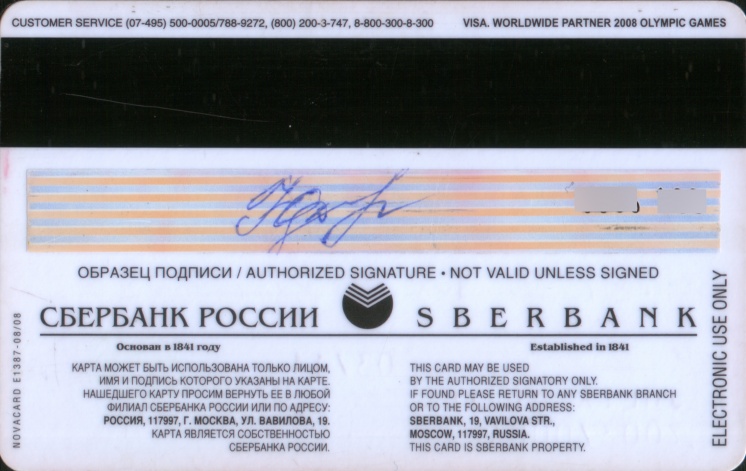 CUSTOMER SERVICE (07-495) 500-0005/788-9272, (800) 200-3-747, 8-800-300-8-300
VISA. WORLDWIDE PARTNER 2008 OLYMPIC GAMES
ОБРАЗЕЦ ПОДПИСИ / AUTHORIZED SIGNATURE • NOT VALID UNLESS SIGNED
СБЕРБАНК РОССИИ
SBERBANK
Основан в 1841 году
Established in 1841
КАРТА МОЖЕТ БЫТЬ ИСПОЛЬЗОВАНА ТОЛЬКО ЛИЦОМ,
ИМЯ И ПОДПИСЬ КОТОРОГО УКАЗАНЫ НА КАРТЕ.
НАШЕДШЕГО КАРТУ ПРОСИМ ВЕРНУТЬ ЕЕ В ЛЮБОЙ
ФИЛИАЛ СБЕРБАНКА РОССИИ ИЛИ ПО АДРЕСУ:
РОССИЯ, 117997, Г. МОСКВА, УЛ. ВАВИЛОВА, 19.
КАРТА ЯВЛЯЕТСЯ СОБСТВЕННОСТЬЮ
СБЕРБАНКА РОССИИ.
THIS CARD MAY BE USED
BY THE AUTHORIZED SIGNATORY ONLY.
IF FOUND PLEASE RETURN TO ANY SBERBANK BRANCH
OR TO THE FOLLOWING ADDRESS:
SBERBANK, 19, VAVILOVA STR.,
MOSCOW, 117997, RUSSIA.
THIS CARD IS SBERBANK PROPERTY.
ELECTRONIC USE ONLY
NOVACARD E1387-08/08